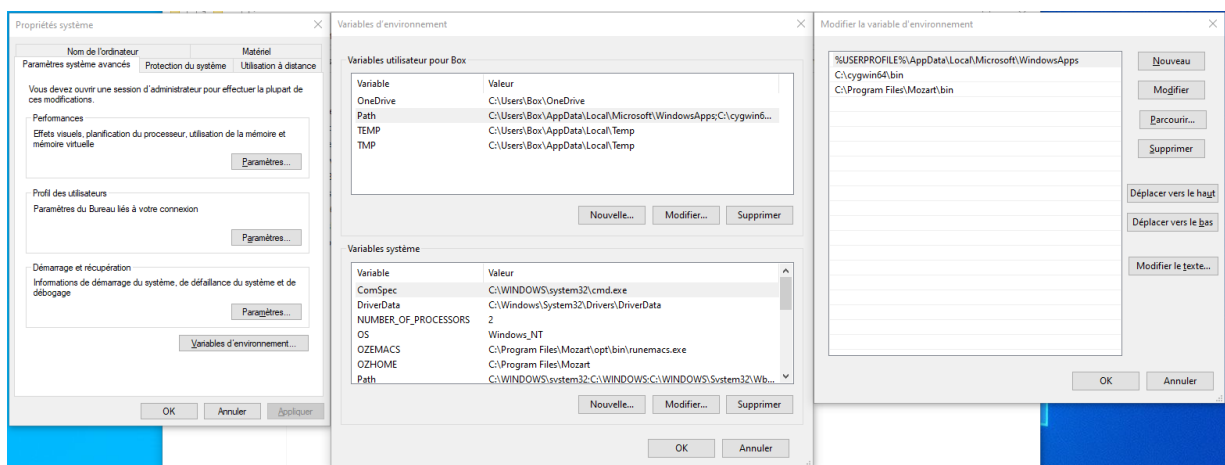 Propriétés système
Nom de l'ordinateur
Matériel
Paramètres système avancés
Protection du système
Utilisation à distance
Vous devez ouvrir une session d'administrateur pour effectuer la plupart de
ces modifications.
Performances
Effets visuels, planification du processeur, utilisation de la mémoire et
mémoire virtuelle
Paramètres...
Profil des utilisateurs
Paramètres du Bureau liés à votre connexion
Paramètres...
Démarrage et récupération
Informations de démarrage du système, de défaillance du système et de
débogage
Paramètres...
Variables d'environnement...
OK
Annuler
Appliquer
Variables d'environnement
Variables utilisateur pour Box
Variable
Valeur
OneDrive
C:\Users\Box\OneDrive
Path
C:\Users\Box\AppData\Local\Microsoft\WindowsApps;C:\cygwin6...
TEMP
C:\Users\Box\AppData\Local\Temp
TMP
C:\Users\Box\AppData\Local\Temp
Nouvelle...
Modifier...
Supprimer
Variables système
Variable
Valeur
ComSpec
C:\WINDOWS\system32\cmd.exe
DriverData
C:\Windows\System32\Drivers\DriverData
NUMBER_OF_PROCESSORS
2
OS
Windows_NT
OZEMACS
C:\Program Files\Mozart\opt\bin\runemacs.exe
OZHOME
C:\Program Files\Mozart
Path
C:\WINDOWS\system32;C:\WINDOWS;C:\WINDOWS\System32\Wb...
Nouvelle...
Modifier...
Supprimer
OK
Annuler
Modifier la variable d'environnement
%USERPROFILE%\AppData\Local\Microsoft\WindowsApps
C:\cygwin64\bin
C:\Program Files\Mozart\bin
Nouveau
Modifier
Parcourir...
Supprimer
Déplacer vers le haut
Déplacer vers le bas
Modifier le texte...
OK
Annuler